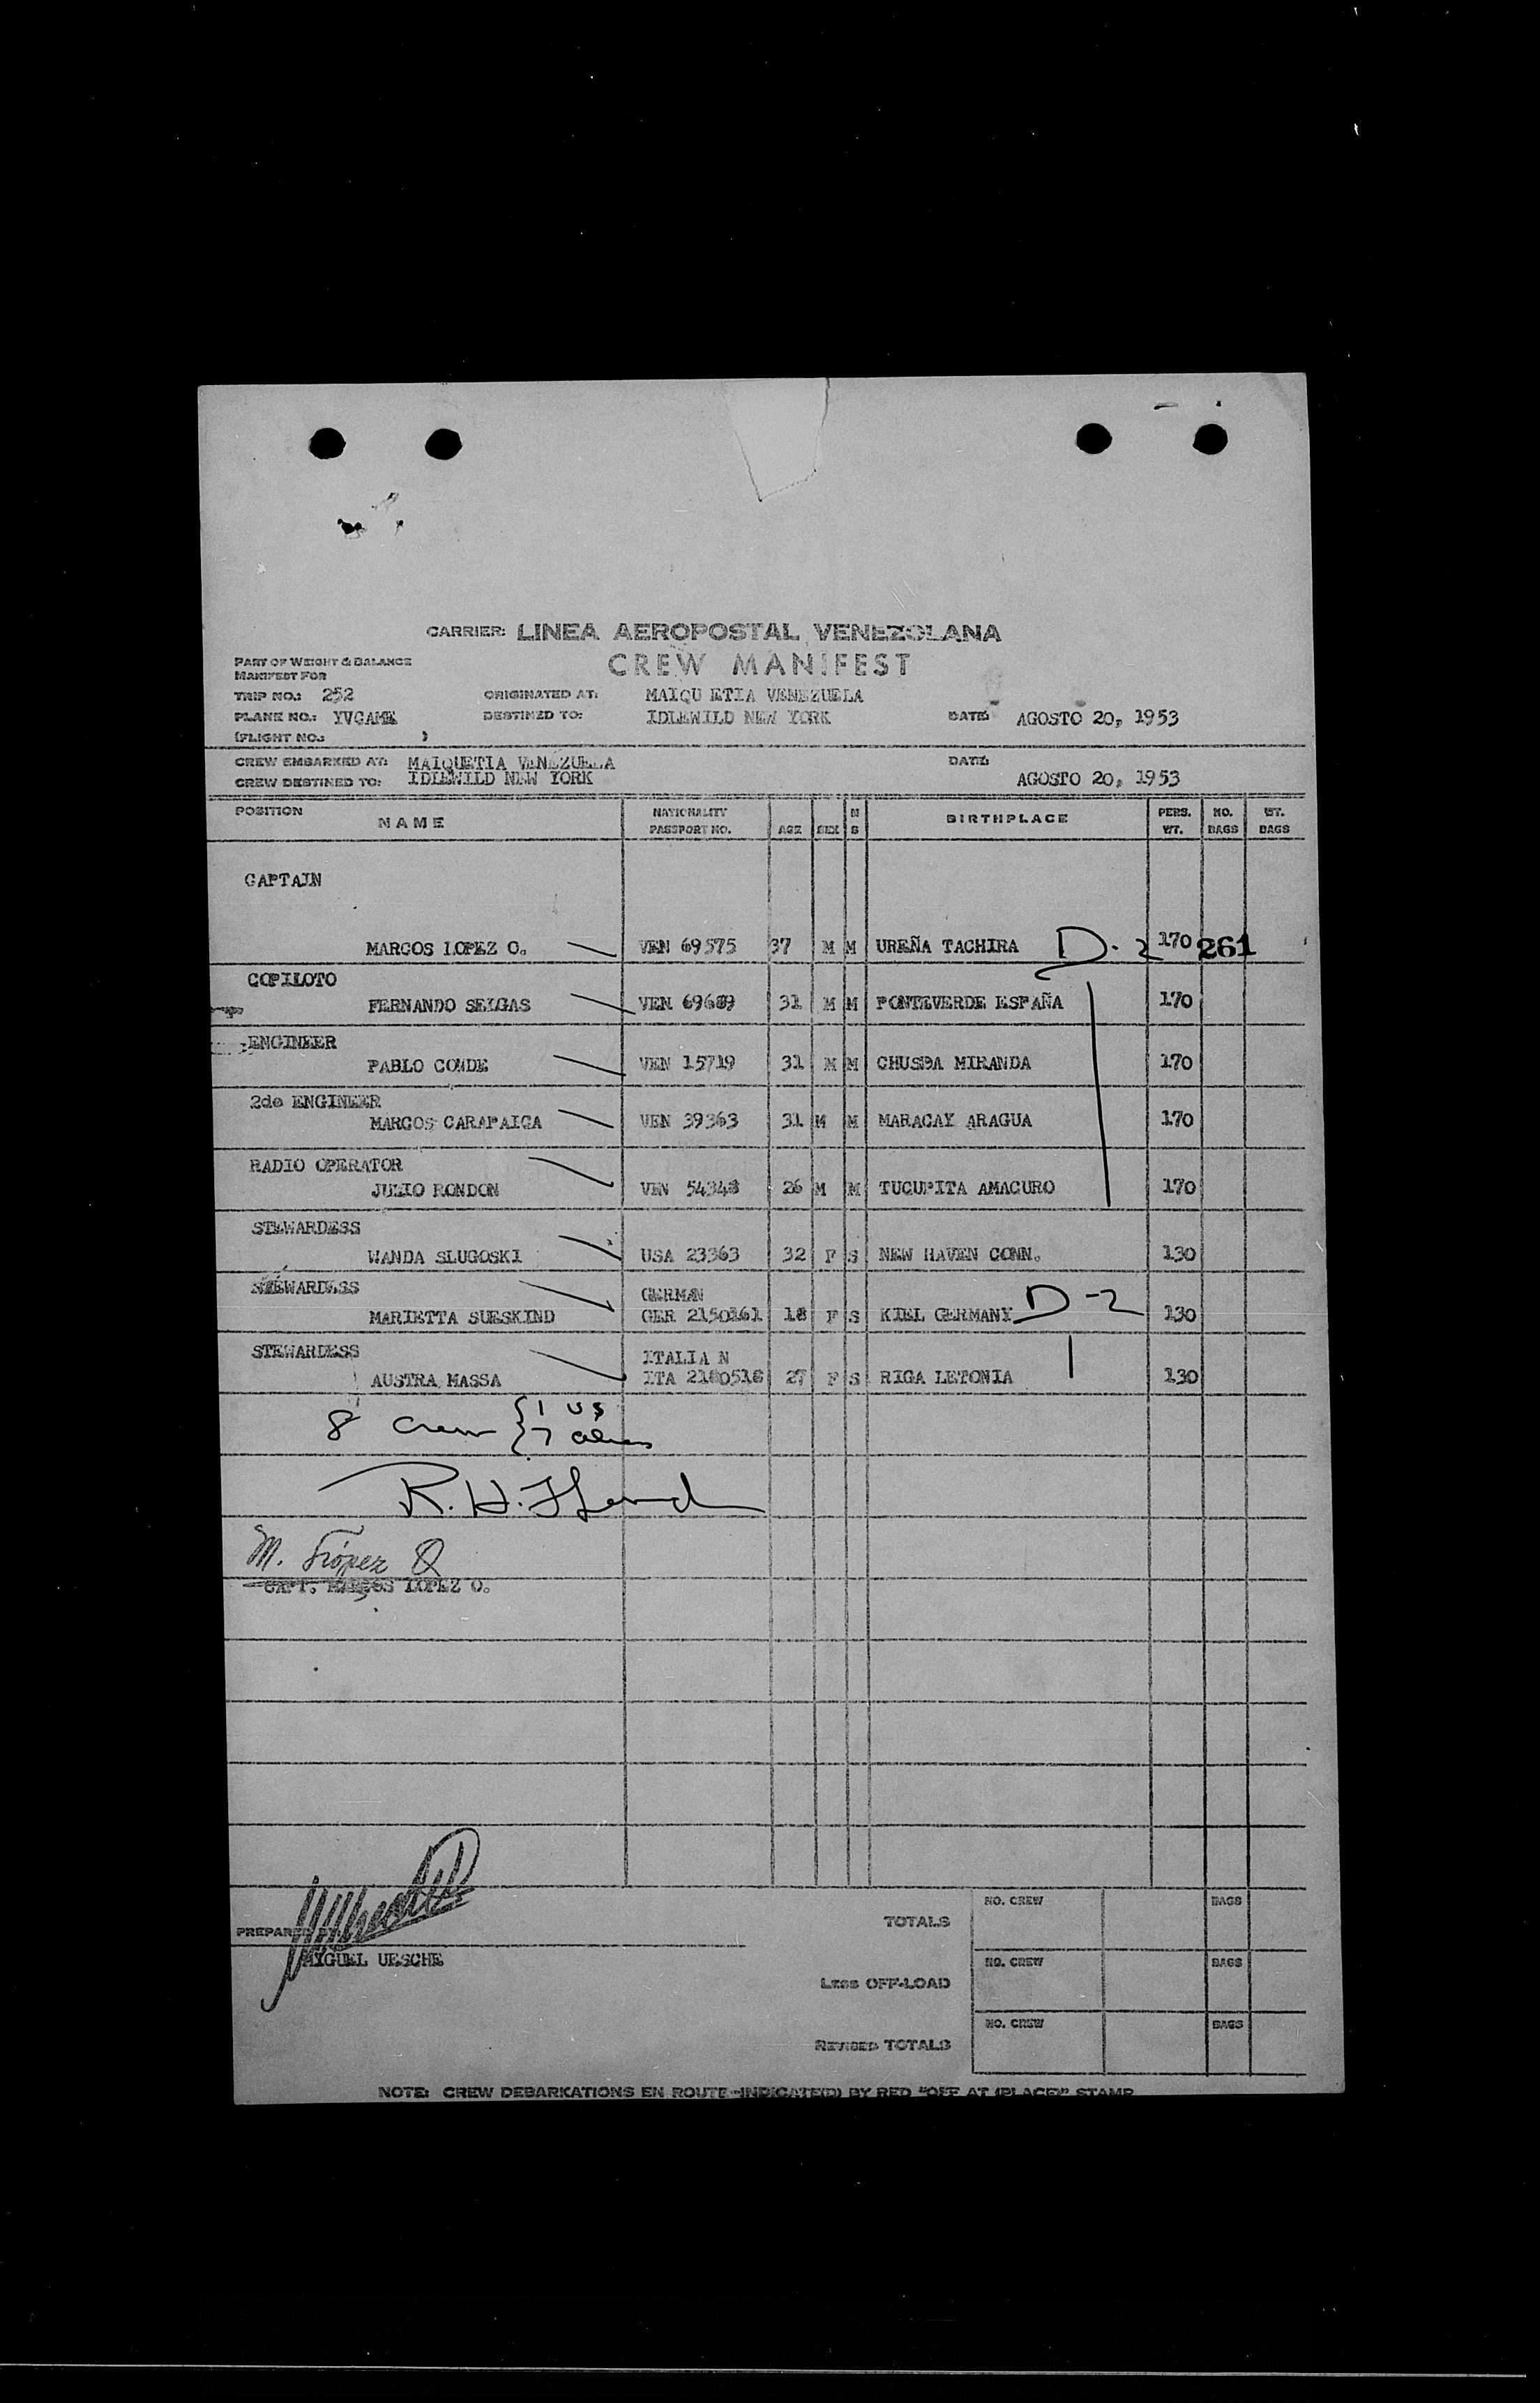 CARRIER: LINEA AEROPOSTAL VENEZOLANA
CREW MANIFEST
PART OF WEIGHT & BALANCE
MANIFEST FOR
TRIP NO.: 252 ORIGINATED AT: MAIQU ETIA VENEZUELA
PLANE NO.: YVCAME DESTINED TO: IDLEWILD NEW YORK DATE: AGOSTO 20, 1953
(FLIGHT NO.: )
CREW EMBARKED AT: MAIQUETIA VENEZUELA DATE:
CREW DESTINED TO: IDLEWILD NEW YORK AGOSTO 20, 1953
POSITION NAME NATIONALITY PASSPORT NO. AGE SEX M S BIRTHPLACE PERS. WT. NO. BAGS WT. BAGS
CAPTAIN
MARCOS LOPEZ O. VEN 69575 37 M M UREÑA TACHIRA D-2 170 261
COPILOTO
FERNANDO SEIGAS VEN 69689 31 M M PONTEVERDE ESPAÑA 170
ENGINEER
PABLO CONDE VEN 15719 31 M M MIRANDA 170
2do ENGINEER
MARCOS CARAPAICA VEN 39363 31 M M MARACAY ARAGUA 170
RADIO OPERATOR
JULIO RONDON VEN 54348 26 M M TUCUPITA AMACURO 170
STEWARDESS
WANDA SLUGOSKI USA 23363 32 F S NEW HAVEN CONN. 130
STEWARDESS GERMAN
MARIETTA SUESKIND GER 2150161 18 F S KIEL GERMANY D-2 130
STEWARDESS ITALIA N
AUSTRA MASSA ITA 2180518 27 F S RIGA LETONIA 130
8 Crew { 1 US
7 aliens
M. López O
CAPT. MARCOS LOPEZ O.
PREPARED BY:
MIGUEL UESCHE
TOTALS NO. CREW BAGS
LESS OFF-LOAD NO. CREW BAGS
REVISED TOTALS NO. CREW BAGS
NOTE: CREW DEBARKATIONS EN ROUTE-INDICATE(D) BY RED "OFF AT (PLACE)" STAMP